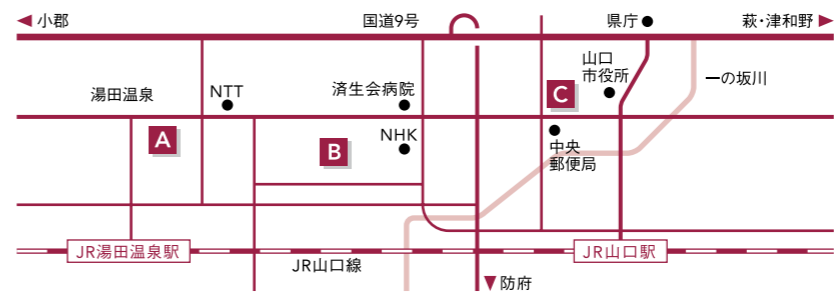 ◀小郡
国道9号
県庁
萩・津和野▶
山口
市役所
一の坂川
湯田温泉
NTT
済生会病院
C
A
B
NHK
中央
郵便局
JR湯田温泉駅
JR山口線
JR山口駅
▼防府